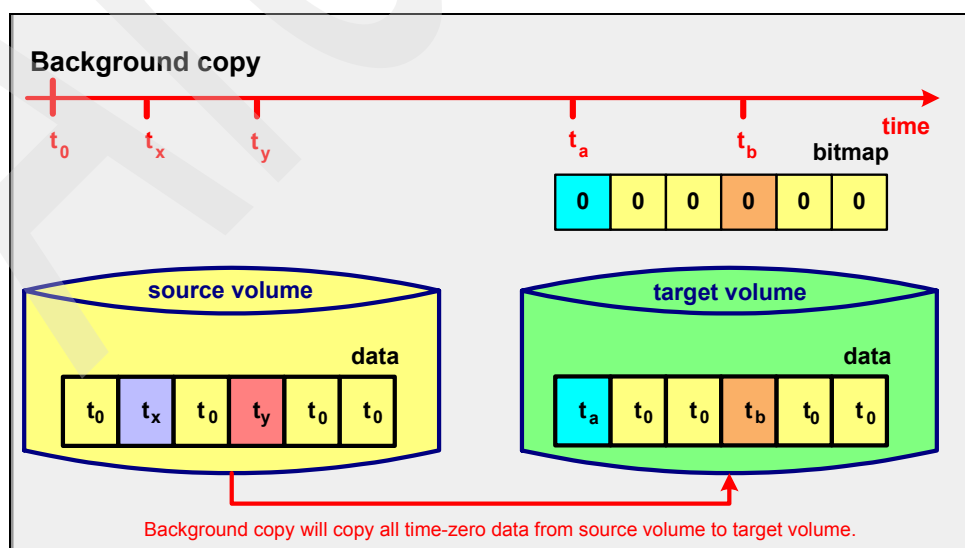 Background copy
time
t0 tx ty ta tb
bitmap
0 0 0 0 0 0
source volume
target volume
data
data
t0 tx t0 ty t0 t0
ta t0 t0 tb t0 t0
Background copy will copy all time-zero data from source volume to target volume.